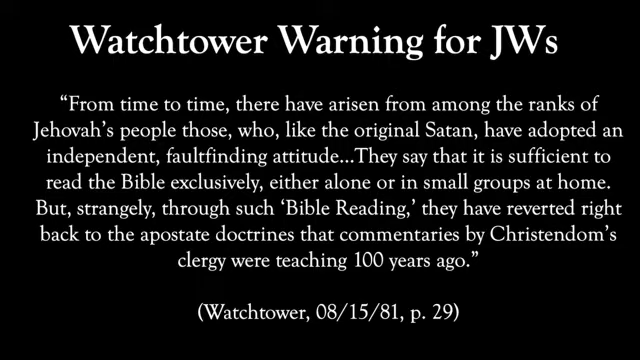 Watchtower Warning for JWs
“From time to time, there have arisen from among the ranks of
Jehovah’s people those, who, like the original Satan, have adopted an
independent, faultfinding attitude...They say that it is sufficient to
read the Bible exclusively, either alone or in small groups at home.
But, strangely, through such ‘Bible Reading,’ they have reverted right
back to the apostate doctrines that commentaries by Christendom’s
clergy were teaching 100 years ago.”
(Watchtower, 08/15/81, p. 29)